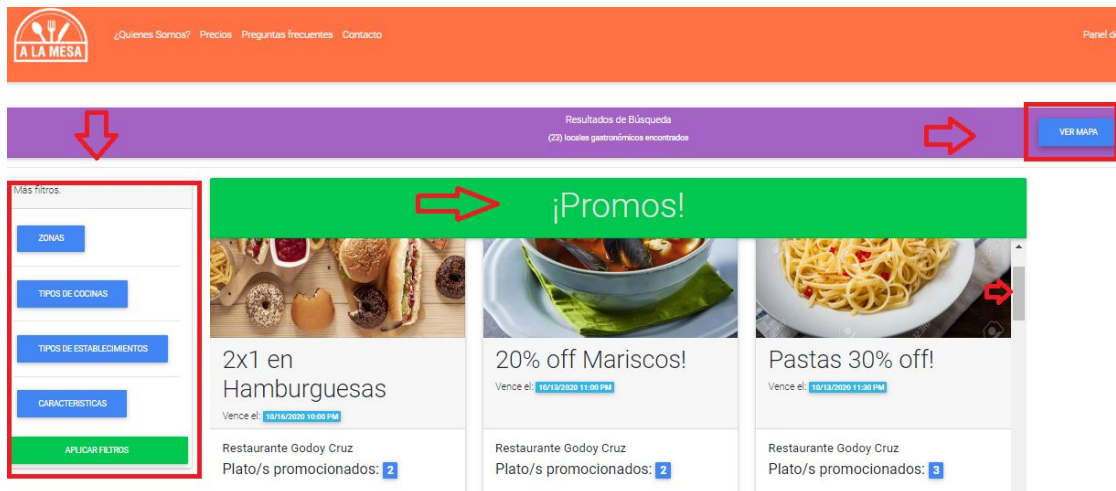 A LA MESA
¿Quienes Somos? Precios Preguntas frecuentes Contacto
Panel de
Resultados de Búsqueda
(23) locales gastronómicos encontrados
VER MAPA
Más filtros.
ZONAS
TIPOS DE COCINAS
TIPOS DE ESTABLECIMIENTOS
CARACTERISTICAS
APLICAR FILTROS
¡Promos!
2x1 en
Hamburguesas
Vence el: 10/16/2020 10:00 PM
Restaurante Godoy Cruz
Plato/s promocionados: 2
20% off Mariscos!
Vence el: 10/13/2020 11:00 PM
Restaurante Godoy Cruz
Plato/s promocionados: 2
Pastas 30% off!
Vence el: 10/13/2020 11:30 PM
Restaurante Godoy Cruz
Plato/s promocionados: 3